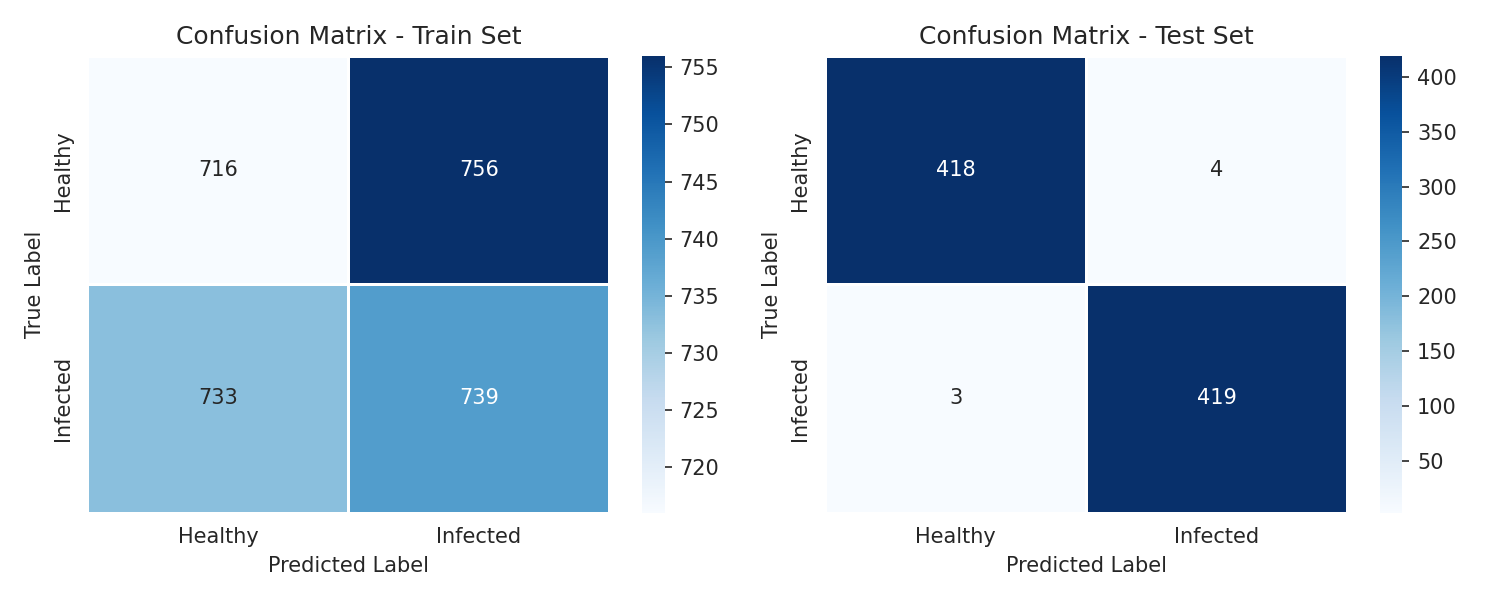 Confusion Matrix - Train Set
716 756
733 739
Healthy
Infected
True Label
Healthy Infected
Predicted Label
755
750
745
740
735
730
725
720
Confusion Matrix - Test Set
418 4
3 419
Healthy
Infected
True Label
Healthy Infected
Predicted Label
400
350
300
250
200
150
100
50